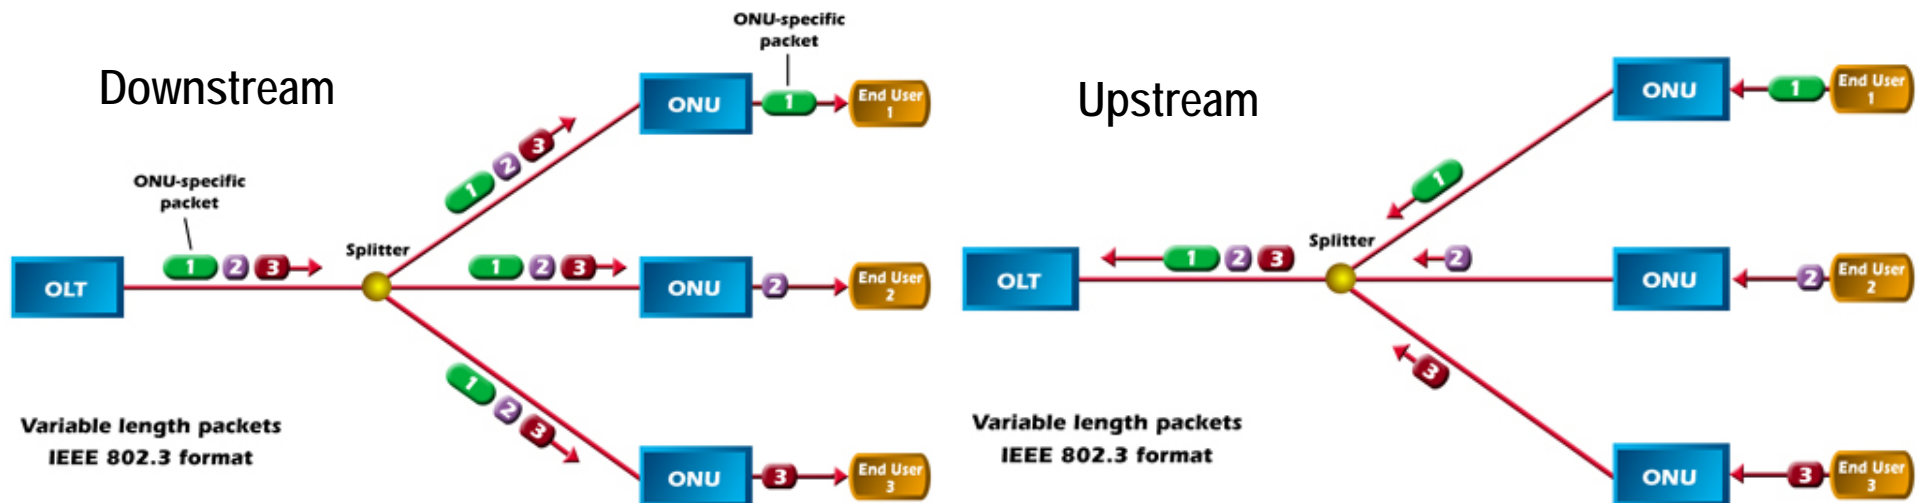 Downstream
ONU-specific
packet
ONU
1
End User
1
1 2 3
ONU-specific
packet
1 2 3
Splitter
1 2 3
OLT
ONU
2
End User
2
1 2 3
Variable length packets
IEEE 802.3 format
ONU
3
End User
3
Upstream
ONU
1
End User
1
1
Splitter
1 2 3
2
OLT
ONU
2
End User
2
3
Variable length packets
IEEE 802.3 format
ONU
3
End User
3